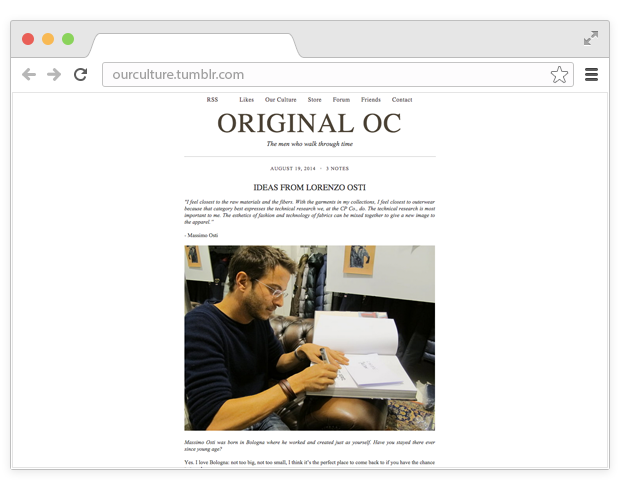 ourculture.tumblr.com
RSS Likes Our Culture Store Forum Friends Contact
ORIGINAL OC
The men who walk through time
AUGUST 19, 2014 · 3 NOTES
IDEAS FROM LORENZO OSTI
"I feel closest to the raw materials and the fibers. With the garments in my collections, I feel closest to outerwear
because that category best expresses the technical research we, at the CP Co., do. The technical research is most
important to me. The esthetics of fashion and technology of fabrics can be mixed together to give a new image to
the apparel."
- Massimo Osti
Massimo Osti was born in Bologna where he worked and created just as yourself. Have you stayed there ever
since young age?
Yes. I love Bologna: not too big, not too small, I think it's the perfect place to come back to if you have the chance